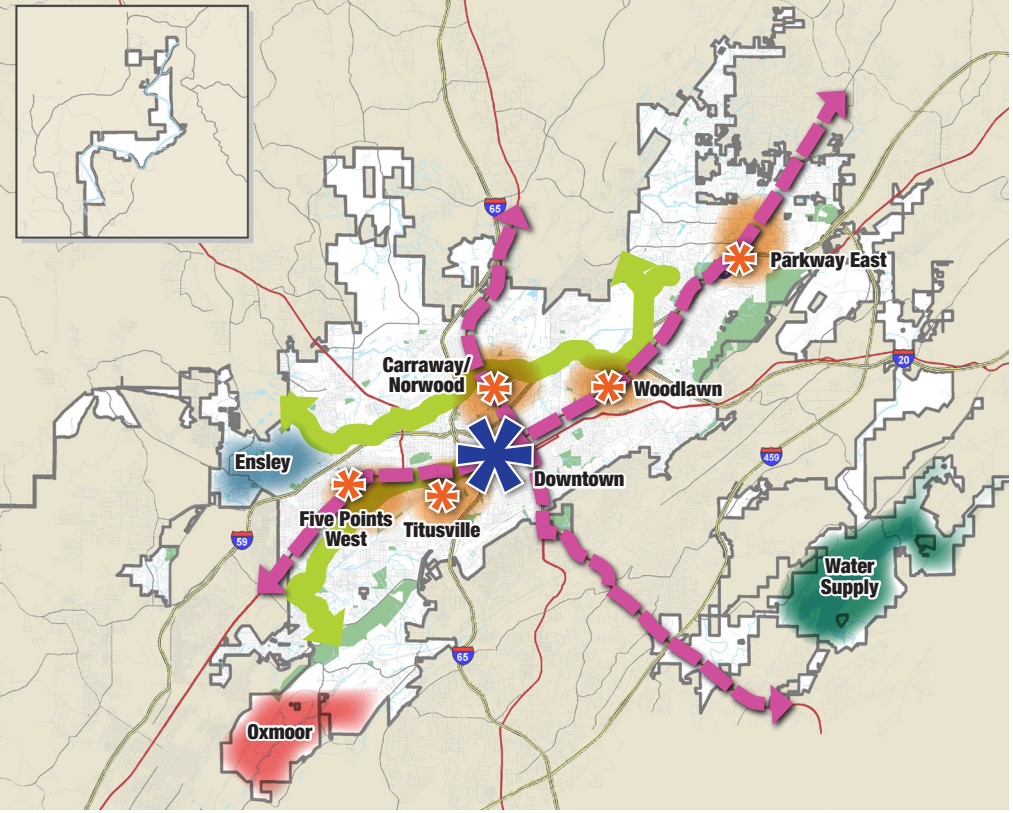 65
Parkway East
Carraway/
Norwood
Woodlawn
20
Ensley
459
Downtown
Five Points
West
Titusville
59
Water
Supply
65
Oxmoor